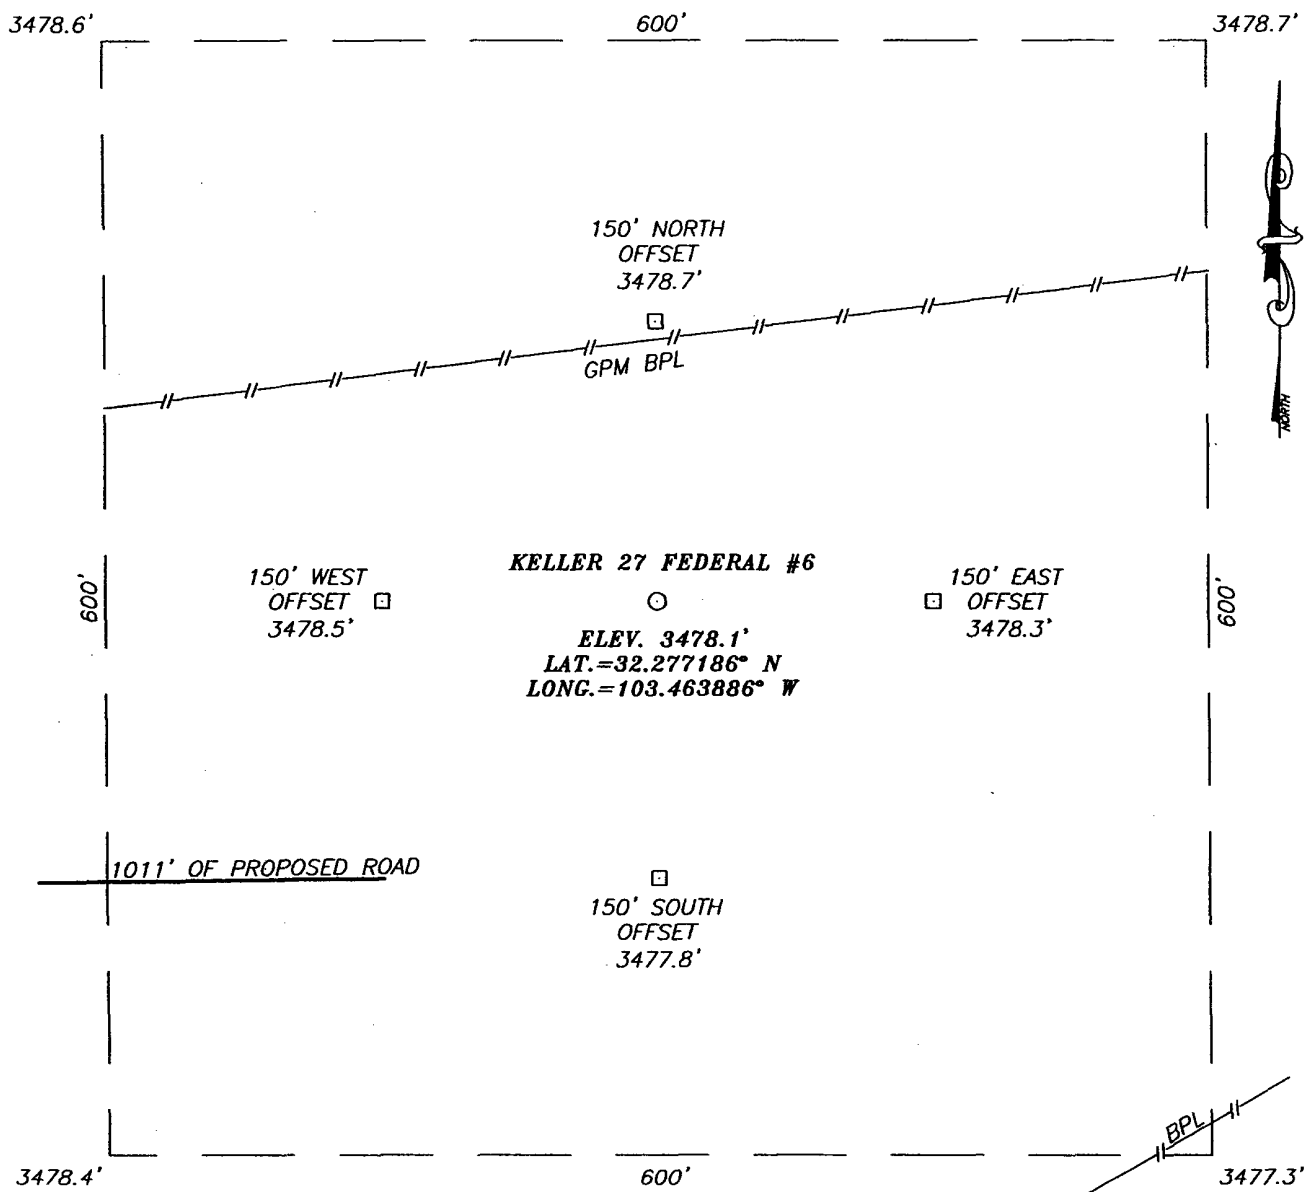 3478.6'
600'
3478.7'
150' NORTH
OFFSET
3478.7'
NORTH
GPM BPL
KELLER 27 FEDERAL #6
150' WEST
OFFSET
3478.5'
150' EAST
OFFSET
3478.3'
600'
600'
ELEV. 3478.1'
LAT.=32.277186° N
LONG.=103.463886° W
1011' OF PROPOSED ROAD
150' SOUTH
OFFSET
3477.8'
BPL
3478.4'
600'
3477.3'